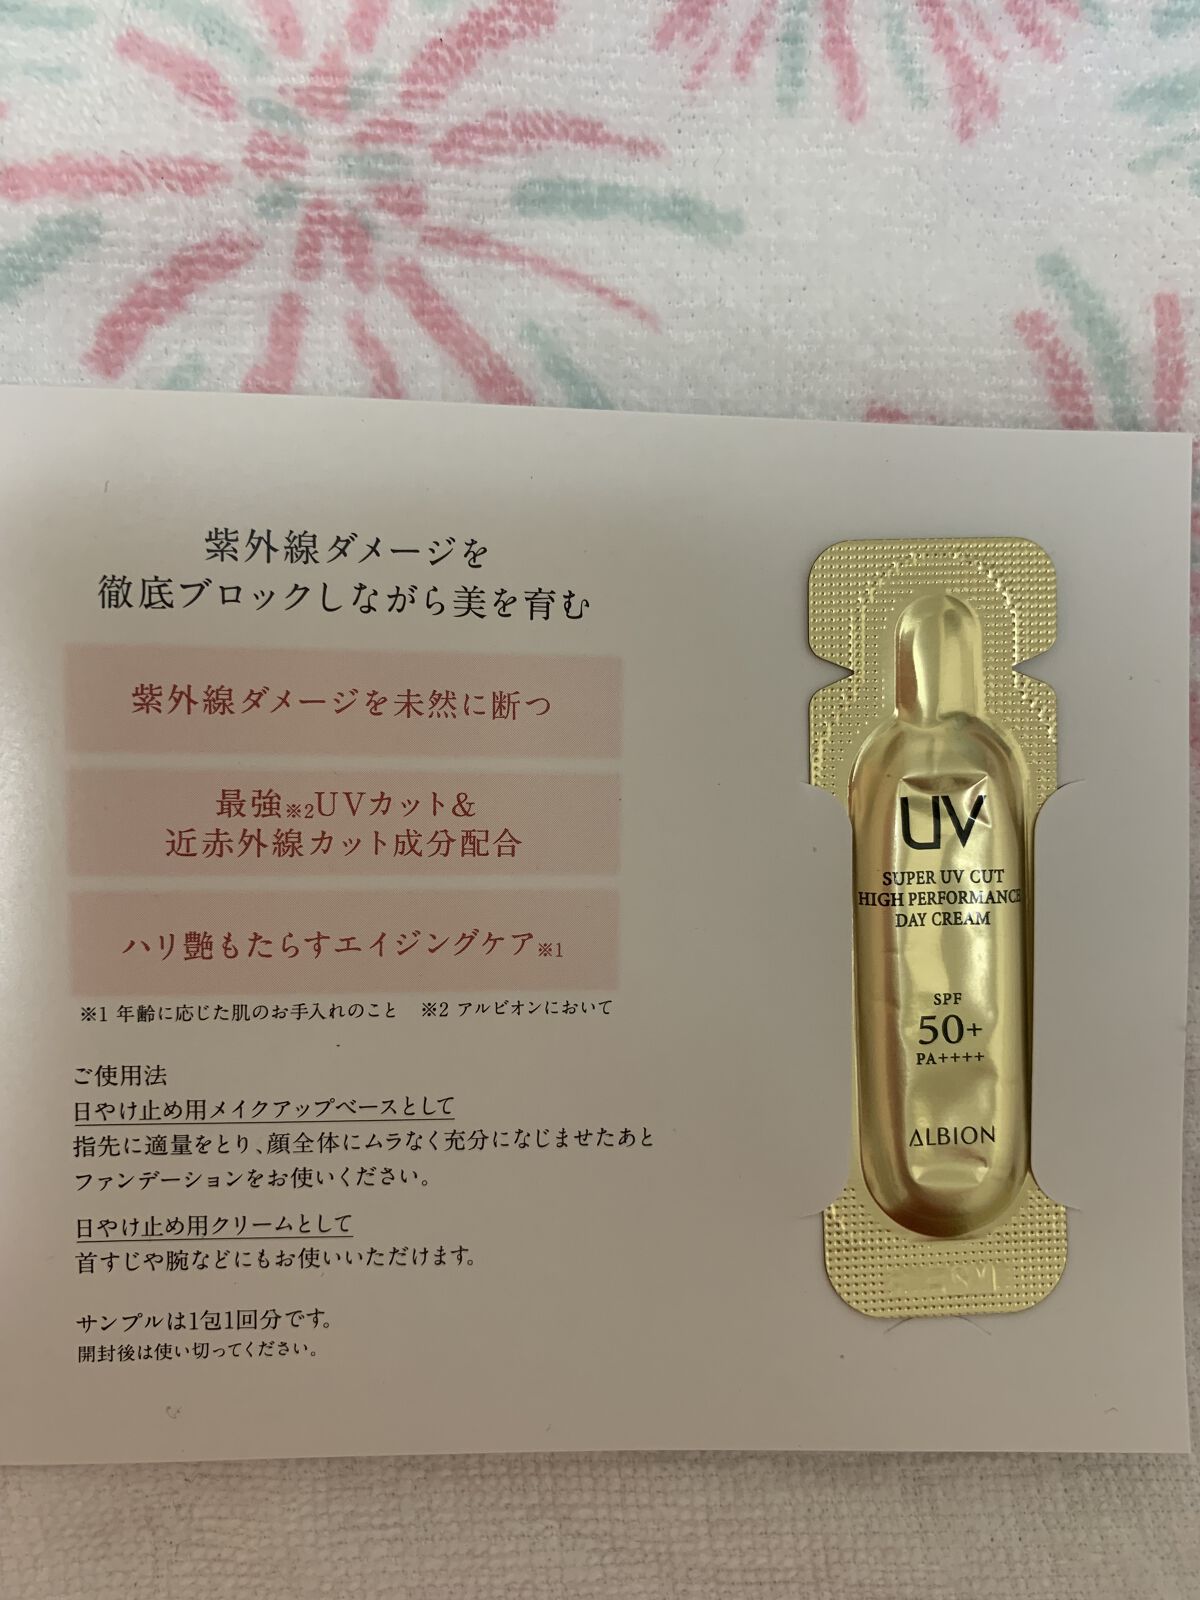 紫外線ダメージを
徹底ブロックしながら美を育む
紫外線ダメージを未然に断つ
最強※2UVカット&
近赤外線カット成分配合
ハリ艶もたらすエイジングケア※1
※1 年齢に応じた肌のお手入れのこと ※2 アルビオンにおいて
ご使用法
日やけ止め用メイクアップベースとして
指先に適量をとり、顔全体にムラなく充分になじませたあと
ファンデーションをお使いください。
日やけ止め用クリームとして
首すじや腕などにもお使いいただけます。
サンプルは1包1回分です。
開封後は使い切ってください。
UV
SUPER UV CUT
HIGH PERFORMANCE
DAY CREAM
SPF
50+
PA++++
ALBION